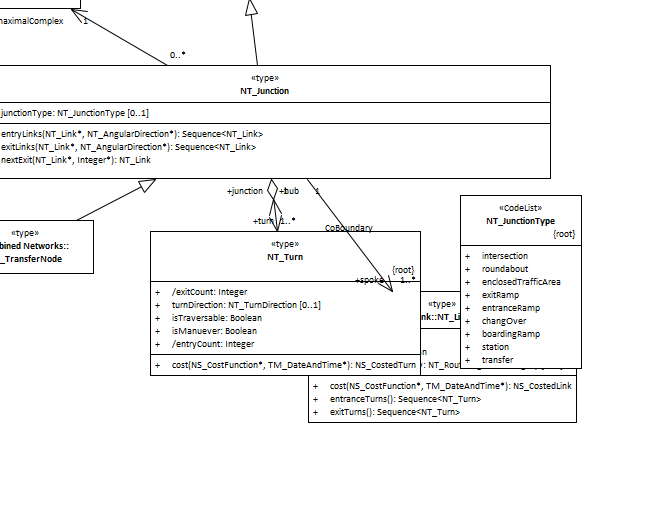 maximalComplex
1
0..*
«type»
NT_Junction
junctionType: NT_JunctionType [0..1]
entryLinks(NT_Link*, NT_AngularDirection*): Sequence<NT_Link>
exitLinks(NT_Link*, NT_AngularDirection*): Sequence<NT_Link>
nextExit(NT_Link*, Integer*): NT_Link
+junction
+hub
1
+turn
1..*
CoBoundary
+spoke
1..*
«type»
bined Networks::
_TransferNode
«type»
NT_Turn
{root}
+ /exitCount: Integer
+ turnDirection: NT_TurnDirection [0..1]
+ isTraversable: Boolean
+ isManuever: Boolean
+ /entryCount: Integer
+ cost(NS_CostFunction*, TM_DateAndTime*): NS_CostedTurn
«CodeList»
NT_JunctionType
{root}
+ intersection
+ roundabout
+ enclosedTrafficArea
+ exitRamp
+ entranceRamp
+ changOver
+ boardingRamp
+ station
+ transfer
«type»
nk::NT_Li
: NT_Rou
+ cost(NS_CostFunction*, TM_DateAndTime*): NS_CostedLink
+ entranceTurns(): Sequence<NT_Turn>
+ exitTurns(): Sequence<NT_Turn>